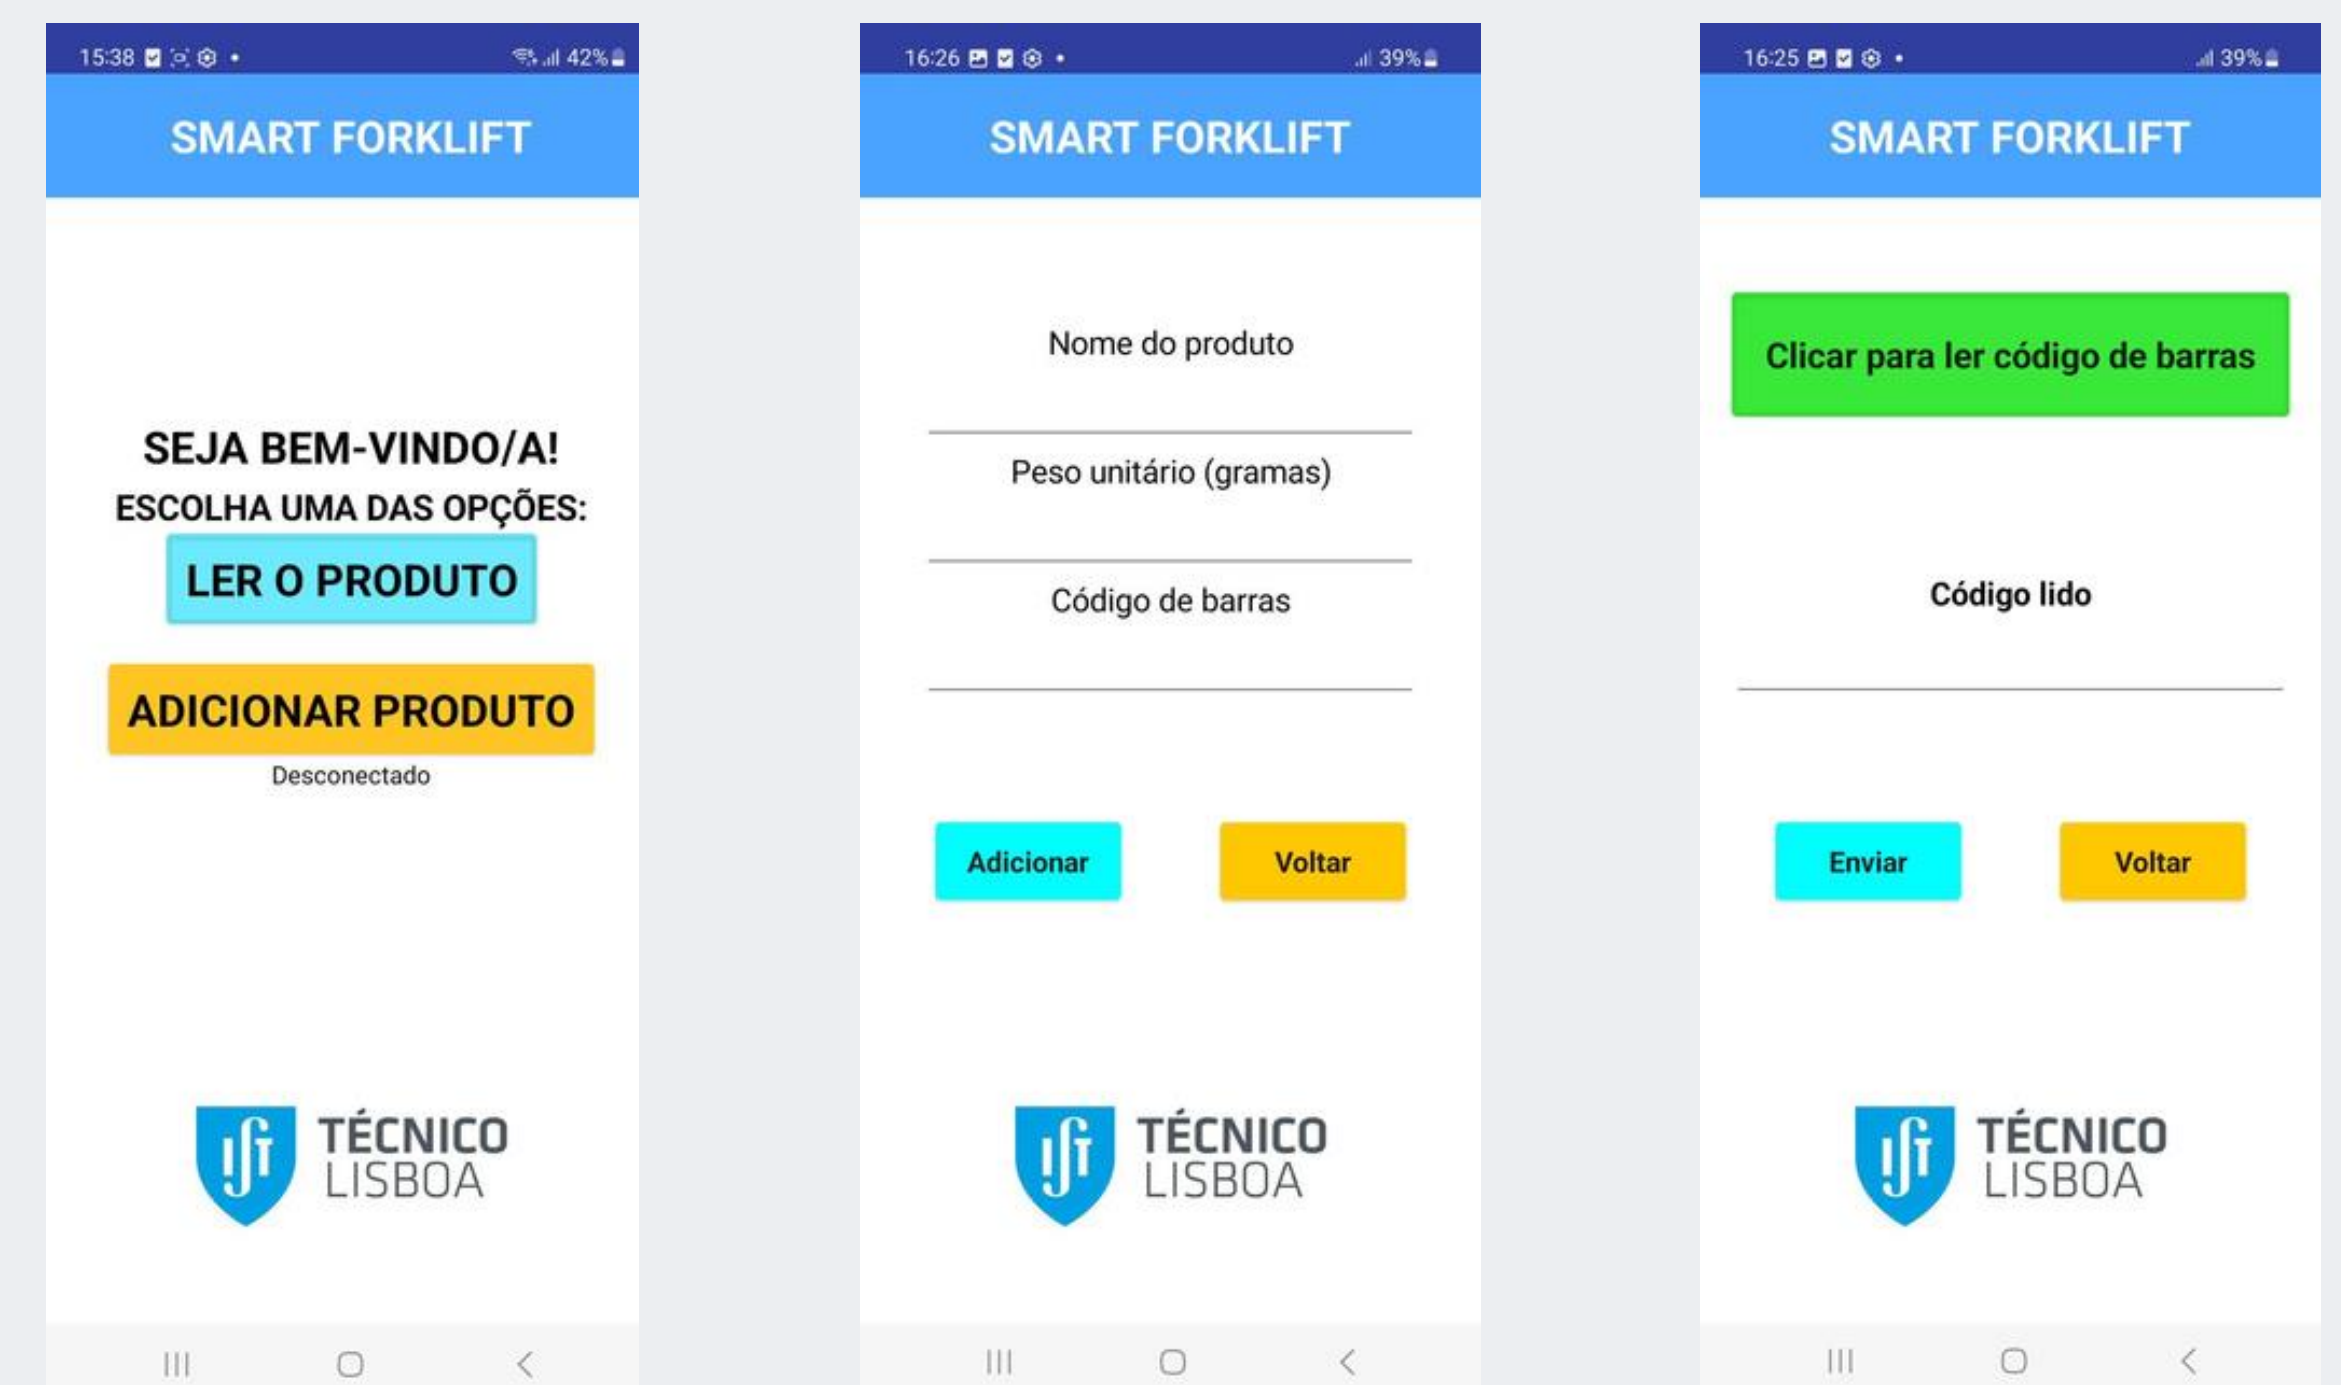 15:38
42%
SMART FORKLIFT
SEJA BEM-VINDO/A!
ESCOLHA UMA DAS OPÇÕES:
LER O PRODUTO
ADICIONAR PRODUTO
Desconectado
TÉCNICO
LISBOA
16:26
39%
SMART FORKLIFT
Nome do produto
Peso unitário (gramas)
Código de barras
Adicionar
Voltar
TÉCNICO
LISBOA
16:25
39%
SMART FORKLIFT
Clicar para ler código de barras
Código lido
Enviar
Voltar
TÉCNICO
LISBOA